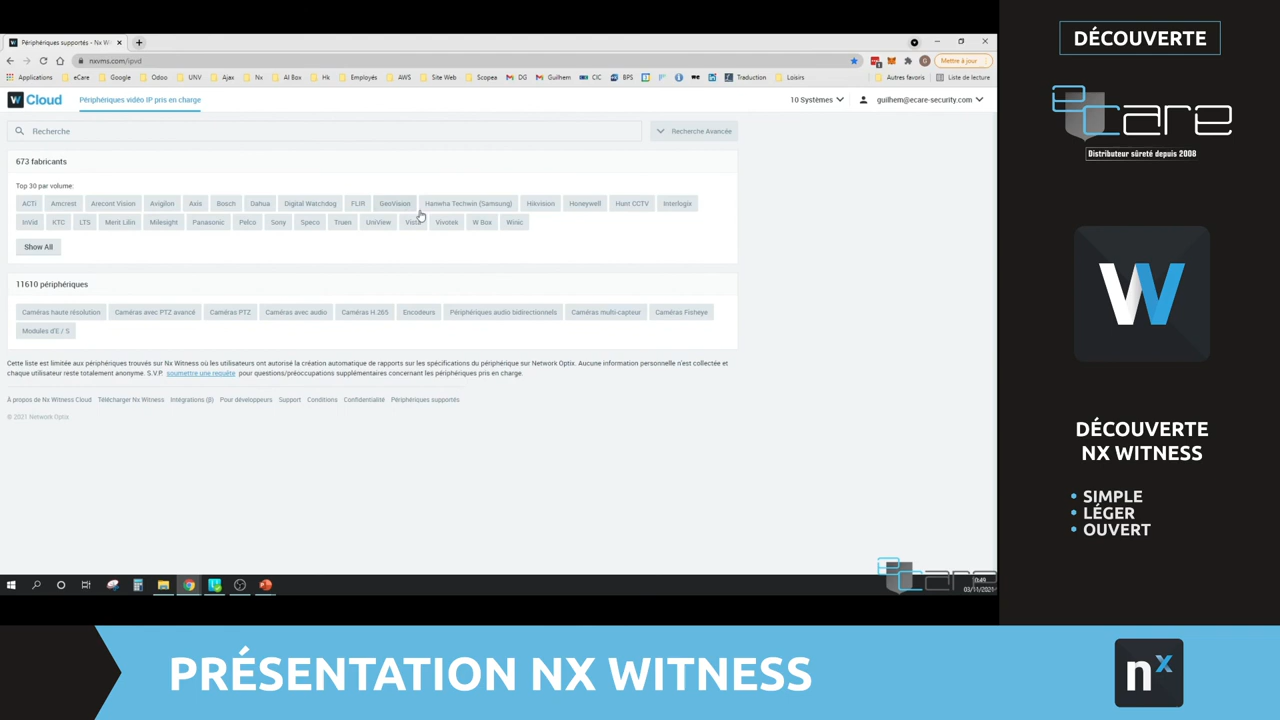 Périphériques supportés - Nx W
nxvms.com/ipvd
Mettre à jour
Applications eCare Google Odoo UNV Ajax Nx AI Box Hk Employés AWS Site Web Scopea DG Guilhem CIC BPS Traduction Loisirs Autres favoris Liste de lecture
Cloud Périphériques vidéo IP pris en charge 10 Systèmes guilhem@ecare-security.com
Recherche Recherche Avancée
673 fabricants
Top 30 par volume:
ACTi Amcrest Arecont Vision Avigilon Axis Bosch Dahua Digital Watchdog FLIR GeoVision Hanwha Techwin (Samsung) Hikvision Honeywell Hunt CCTV Interlogix
InVid KTC LTS Merit Lilin Milesight Panasonic Pelco Sony Speco Truen UniView Vista Vivotek W Box Winic
Show All
11610 périphériques
Caméras haute résolution Caméras avec PTZ avancé Caméras PTZ Caméras avec audio Caméras H.265 Encodeurs Périphériques audio bidirectionnels Caméras multi-capteur Caméras Fisheye
Modules d'E / S
Cette liste est limitée aux périphériques trouvés sur Nx Witness où les utilisateurs ont autorisé la création automatique de rapports sur les spécifications du périphérique sur Network Optix. Aucune information personnelle n'est collectée et
chaque utilisateur reste totalement anonyme. S.V.P. soumettre une requête pour questions/préoccupations supplémentaires concernant les périphériques pris en charge.
À propos de Nx Witness Cloud Télécharger Nx Witness Intégrations (β) Pour développeurs Support Conditions Confidentialité Périphériques supportés
© 2021 Network Optix
03/11/2021
DÉCOUVERTE
ecare
Distributeur sûreté depuis 2008
W
DÉCOUVERTE
NX WITNESS
• SIMPLE
• LÉGER
• OUVERT
PRÉSENTATION NX WITNESS
nx